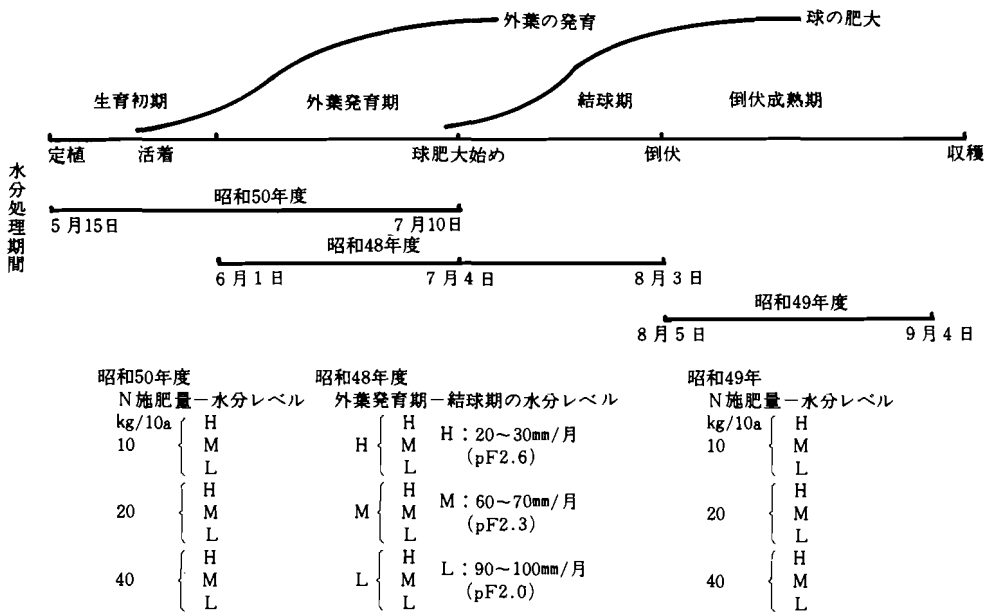 外葉の発育
球の肥大
生育初期
外葉発育期
結球期
倒伏成熟期
定植
活着
球肥大始め
倒伏
収穫
水分処理期間
昭和50年度
5月15日
7月10日
昭和48年度
6月1日
7月4日
8月3日
昭和49年度
8月5日
9月4日
昭和50年度
N施肥量－水分レベル
kg/10a
H
10 M
L
H
20 M
L
H
40 M
L
昭和48年度
外葉発育期－結球期の水分レベル
H
H M
L
H
M M
L
H
L M
L
H：20～30mm/月
(pF2.6)
M：60～70mm/月
(pF2.3)
L：90～100mm/月
(pF2.0)
昭和49年
N施肥量－水分レベル
kg/10a
H
10 M
L
H
20 M
L
H
40 M
L